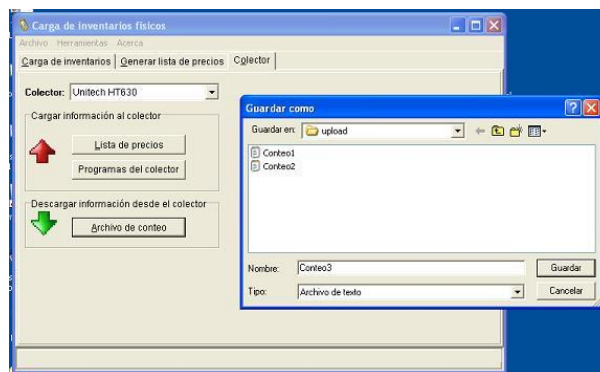 Carga de inventarios físicos
Archivo Herramientas Acerca
Carga de inventarios Generar lista de precios Colector
Colector: Unitech HT630
Cargar información al colector
Lista de precios
Programas del colector
Descargar información desde el colector
Archivo de conteo
Guardar como
Guardar en: upload
Conteo1
Conteo2
Nombre: Conteo3 Guardar
Tipo: Archivo de texto Cancelar